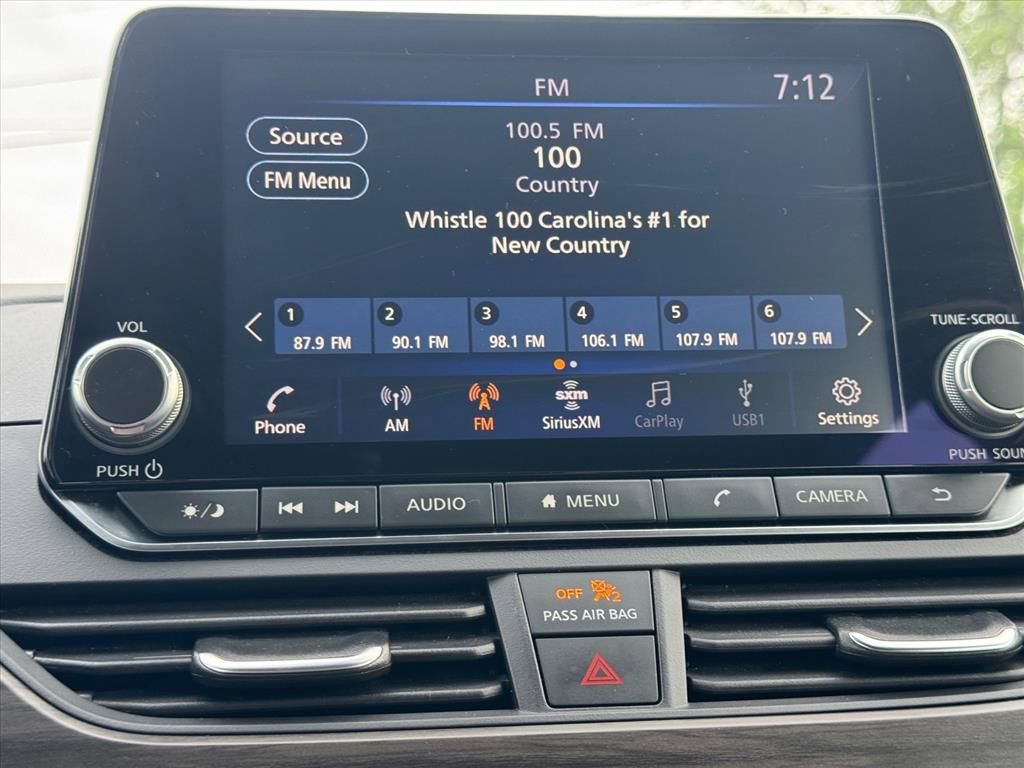 FM
7:12
Source
100.5 FM
100
FM Menu
Country
Whistle 100 Carolina's #1 for
New Country
1
2
3
4
5
6
87.9 FM
90.1 FM
98.1 FM
106.1 FM
107.9 FM
107.9 FM
VOL
TUNE·SCROLL
sxm
Phone
AM
FM
SiriusXM
CarPlay
USB1
Settings
PUSH
PUSH SOUN
AUDIO
MENU
CAMERA
OFF
2
PASS AIR BAG